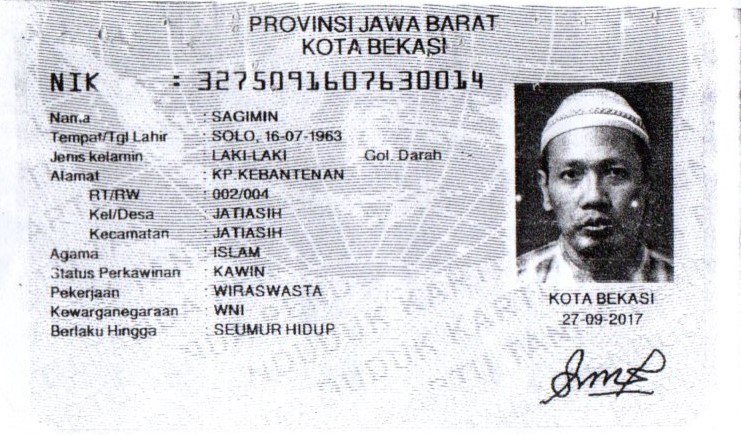 PROVINSI JAWA BARAT
KOTA BEKASI
NIK : 3275091607630014
Nama : SAGIMIN
Tempat/Tgl Lahir : SOLO, 16-07-1963
Jenis kelamin : LAKI-LAKI Gol. Darah
Alamat : KP.KEBANTENAN
RT/RW : 002/004
Kel/Desa : JATIASIH
Kecamatan : JATIASIH
Agama : ISLAM
Status Perkawinan : KAWIN
Pekerjaan : WIRASWASTA
Kewarganegaraan : WNI
Berlaku Hingga : SEUMUR HIDUP
KOTA BEKASI
27-09-2017